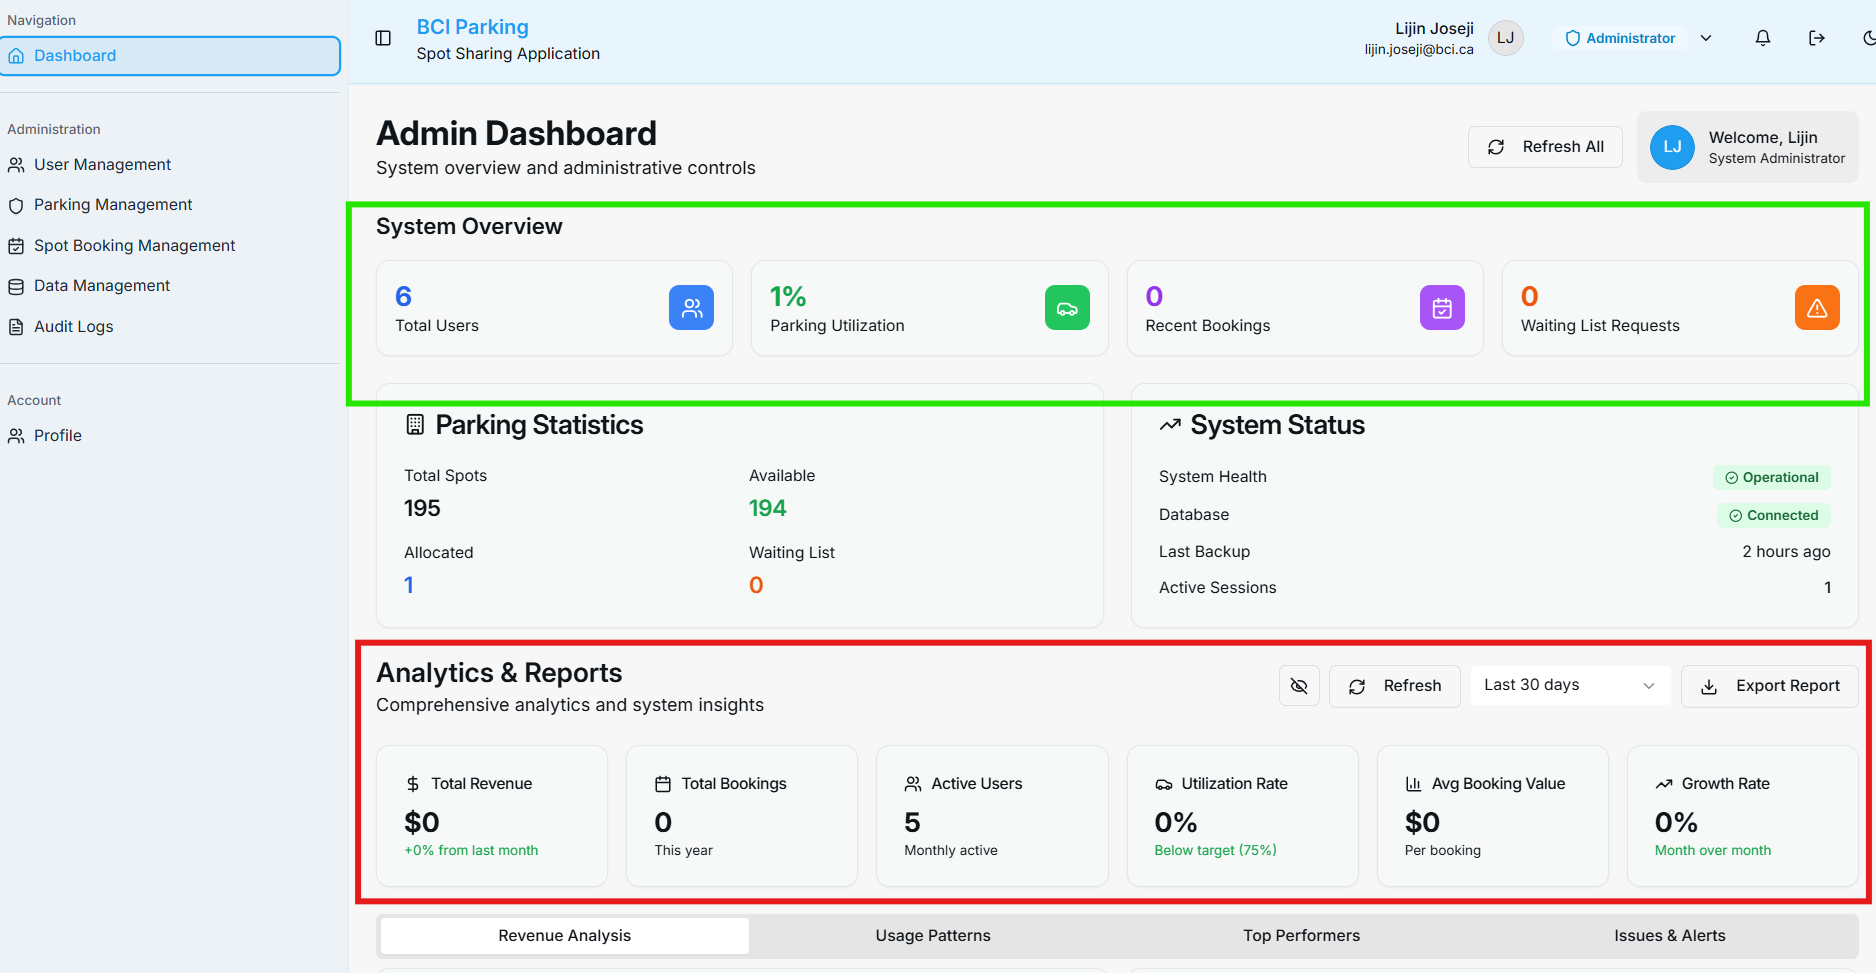 Navigation
Dashboard
Administration
User Management
Parking Management
Spot Booking Management
Data Management
Audit Logs
Account
Profile
BCI Parking
Spot Sharing Application
Lijin Joseji
lijin.joseji@bci.ca
LJ
Administrator
Admin Dashboard
System overview and administrative controls
Refresh All
LJ
Welcome, Lijin
System Administrator
System Overview
6
Total Users
1%
Parking Utilization
0
Recent Bookings
0
Waiting List Requests
Parking Statistics
Total Spots
195
Available
194
Allocated
1
Waiting List
0
System Status
System Health
Operational
Database
Connected
Last Backup
2 hours ago
Active Sessions
1
Analytics & Reports
Comprehensive analytics and system insights
Refresh
Last 30 days
Export Report
Total Revenue
$0
+0% from last month
Total Bookings
0
This year
Active Users
5
Monthly active
Utilization Rate
0%
Below target (75%)
Avg Booking Value
$0
Per booking
Growth Rate
0%
Month over month
Revenue Analysis
Usage Patterns
Top Performers
Issues & Alerts